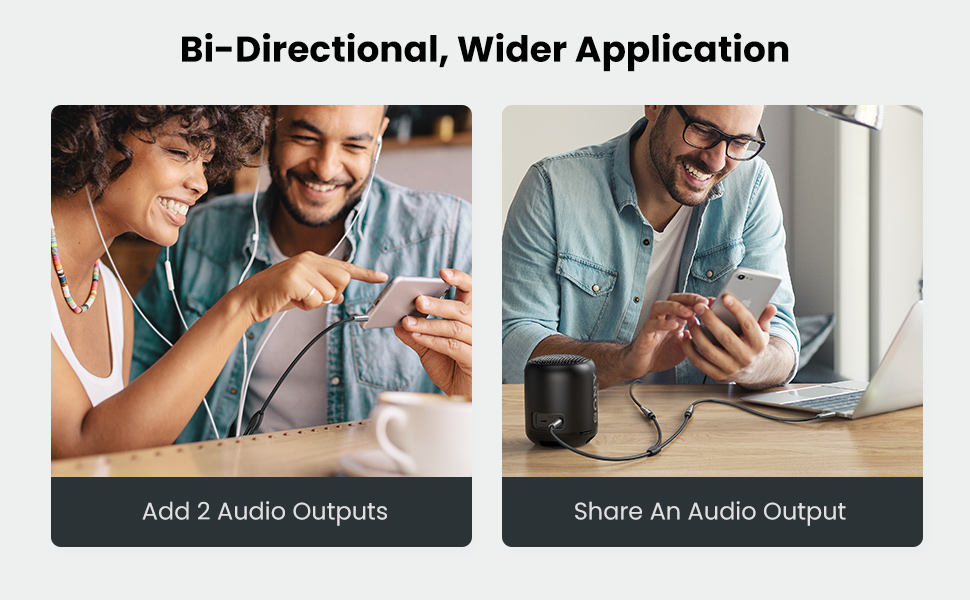 Bi-Directional, Wider Application
Add 2 Audio Outputs
Share An Audio Output